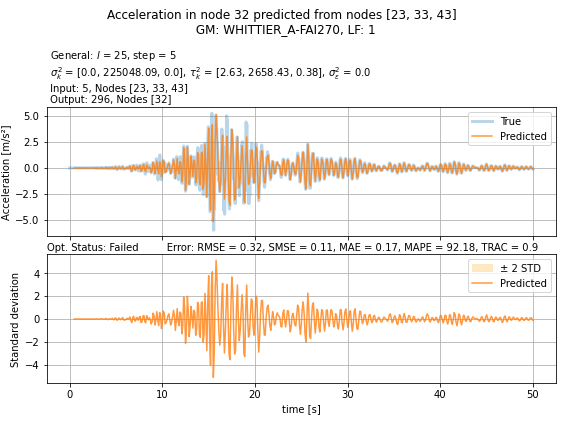 Acceleration in node 32 predicted from nodes [23, 33, 43]
GM: WHITTIER_A-FAI270, LF: 1
General: l = 25, step = 5
σ²ₖ = [0.0, 225048.09, 0.0], τ²ₖ = [2.63, 2658.43, 0.38], σ²ε = 0.0
Input: 5, Nodes [23, 33, 43]
Output: 296, Nodes [32]
Acceleration [m/s²]
5.0
2.5
0.0
−2.5
−5.0
True
Predicted
Opt. Status: Failed
Error: RMSE = 0.32, SMSE = 0.11, MAE = 0.17, MAPE = 92.18, TRAC = 0.9
Standard deviation
4
2
0
−2
−4
± 2 STD
Predicted
0 10 20 30 40 50
time [s]